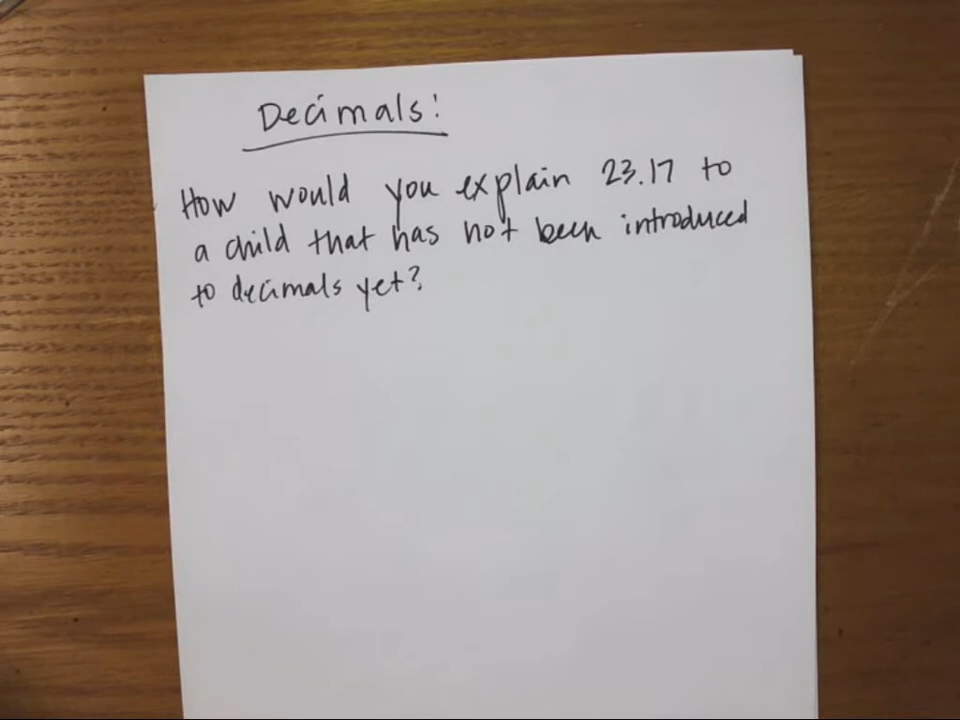 Decimals:
How would you explain 23.17 to
a child that has not been introduced
to decimals yet?